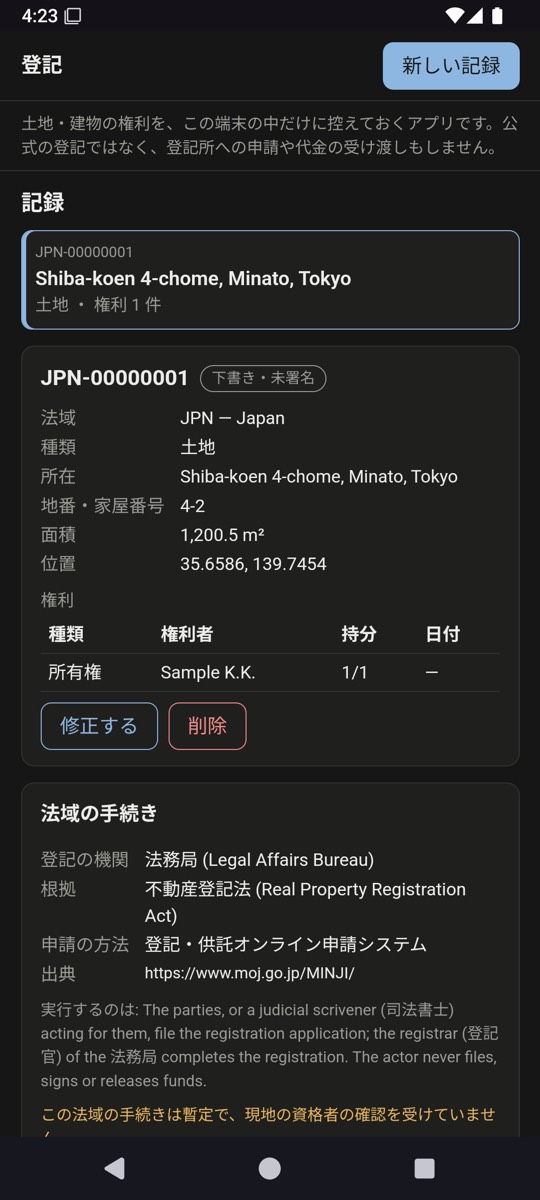 4:23
登記
新しい記録
土地・建物の権利を、この端末の中だけに控えておくアプリです。公
式の登記ではなく、登記所への申請や代金の受け渡しもしません。
記録
JPN-00000001
Shiba-koen 4-chome, Minato, Tokyo
土地 ・ 権利 1 件
JPN-00000001 下書き・未署名
法域 JPN — Japan
種類 土地
所在 Shiba-koen 4-chome, Minato, Tokyo
地番・家屋番号 4-2
面積 1,200.5 m²
位置 35.6586, 139.7454
権利
種類 権利者 持分 日付
所有権 Sample K.K. 1/1 —
修正する 削除
法域の手続き
登記の機関 法務局 (Legal Affairs Bureau)
根拠 不動産登記法 (Real Property Registration
Act)
申請の方法 登記・供託オンライン申請システム
出典 https://www.moj.go.jp/MINJI/
実行するのは: The parties, or a judicial scrivener (司法書士)
acting for them, file the registration application; the registrar (登記
官) of the 法務局 completes the registration. The actor never files,
signs or releases funds.
この法域の手続きは暫定で、現地の資格者の確認を受けていませ